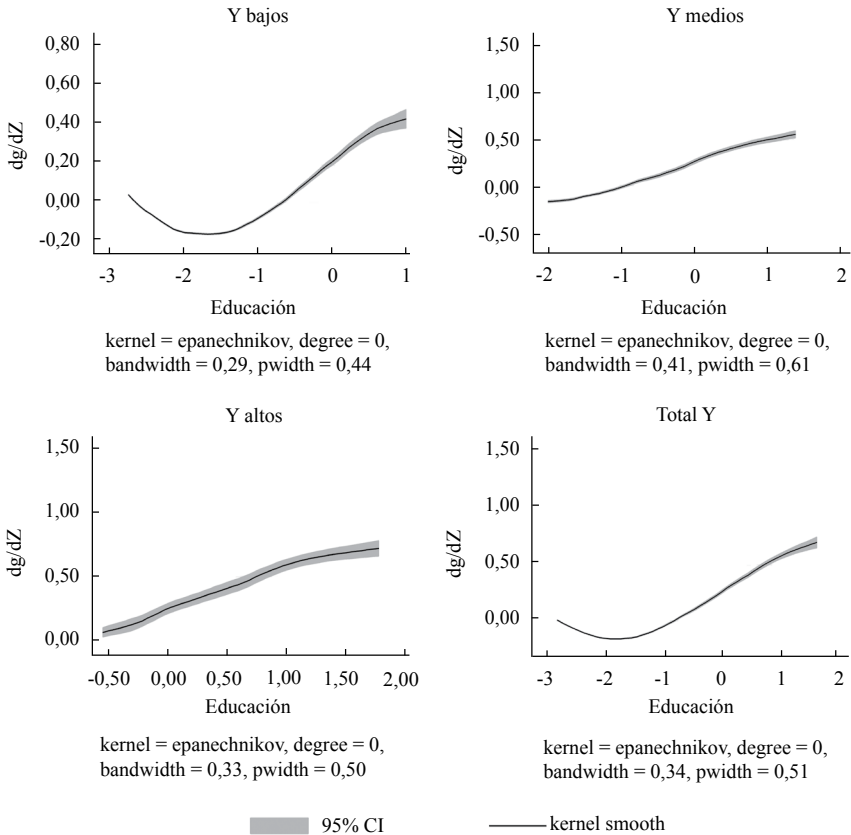 Y bajos
0,80
0,60
0,40
0,20
0,00
-0,20
dg/dZ
-3 -2 -1 0 1
Educación
kernel = epanechnikov, degree = 0,
bandwidth = 0,29, pwidth = 0,44
Y medios
1,50
1,00
0,50
0,00
-0,50
dg/dZ
-2 -1 0 1 2
Educación
kernel = epanechnikov, degree = 0,
bandwidth = 0,41, pwidth = 0,61
Y altos
1,50
1,00
0,50
0,00
dg/dZ
-0,50 0,00 0,50 1,00 1,50 2,00
Educación
kernel = epanechnikov, degree = 0,
bandwidth = 0,33, pwidth = 0,50
Total Y
1,50
1,00
0,50
0,00
dg/dZ
-3 -2 -1 0 1 2
Educación
kernel = epanechnikov, degree = 0,
bandwidth = 0,34, pwidth = 0,51
95% CI
kernel smooth